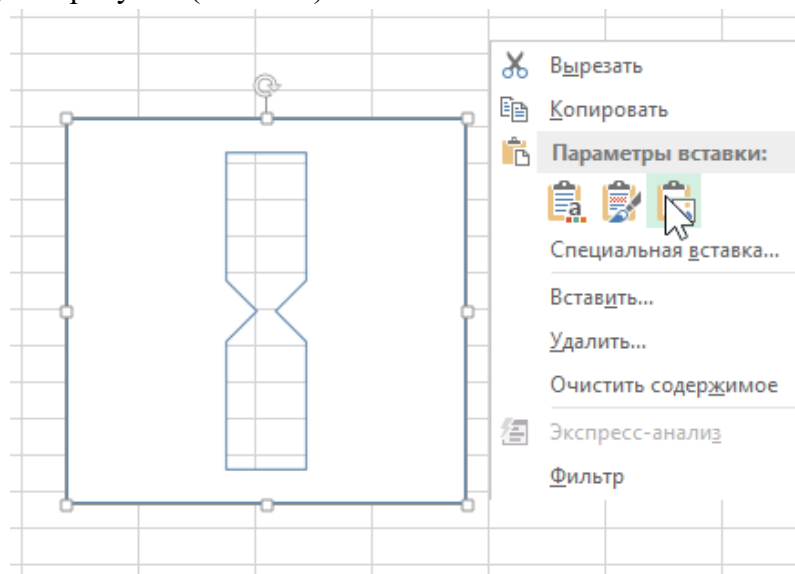 Вырезать
Копировать
Параметры вставки:
Специальная вставка...
Вставить...
Удалить...
Очистить содержимое
Экспресс-анализ
Фильтр